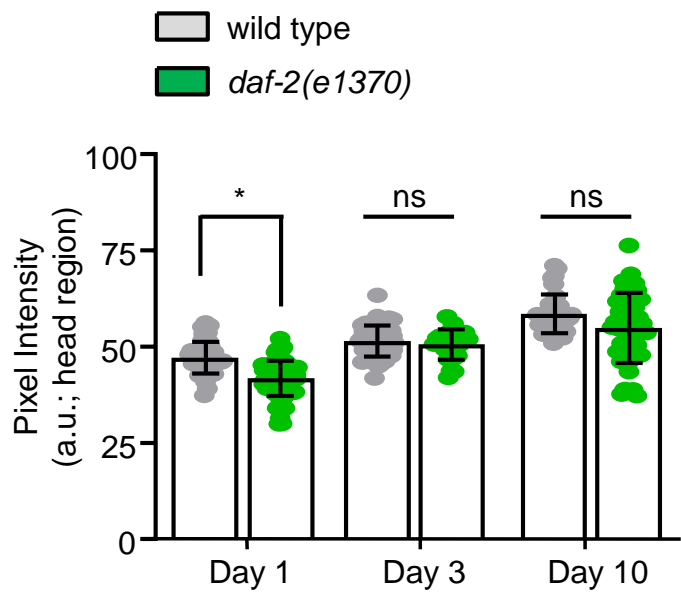 wild type
daf-2(e1370)
Pixel Intensity
(a.u.; head region)
100
75
50
25
0
*
ns
ns
Day 1
Day 3
Day 10